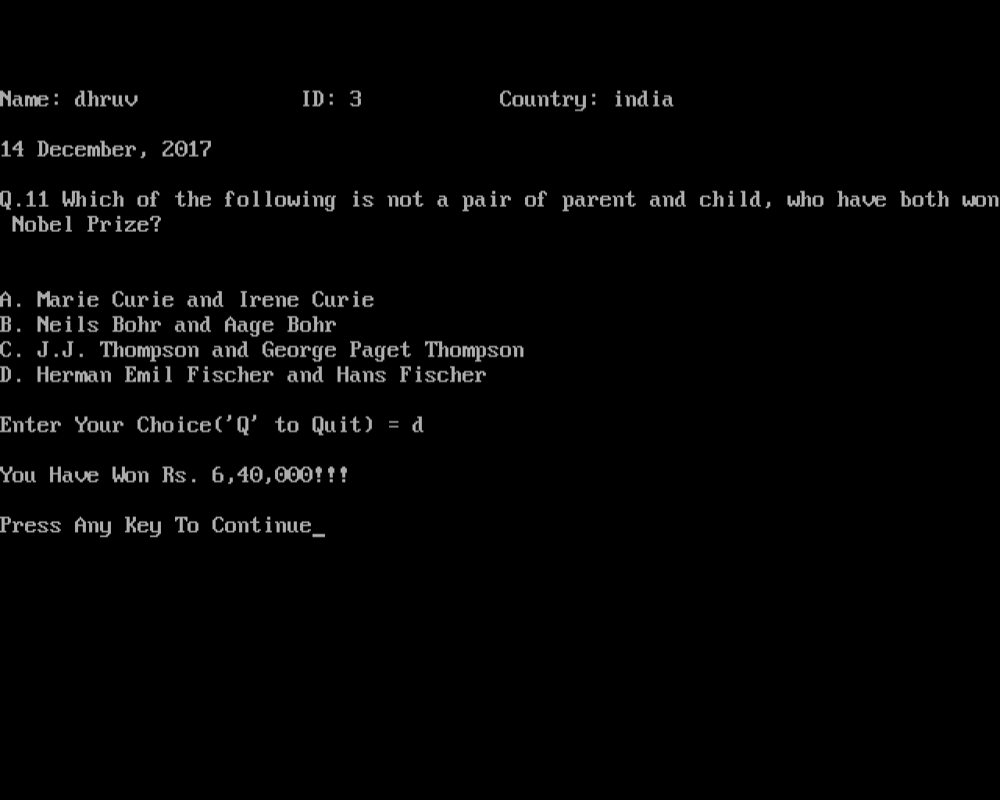 Name: dhruv ID: 3 Country: india
14 December, 2017
Q.11 Which of the following is not a pair of parent and child, who have both won
Nobel Prize?
A. Marie Curie and Irene Curie
B. Neils Bohr and Aage Bohr
C. J.J. Thompson and George Paget Thompson
D. Herman Emil Fischer and Hans Fischer
Enter Your Choice('Q' to Quit) = d
You Have Won Rs. 6,40,000!!!
Press Any Key To Continue_